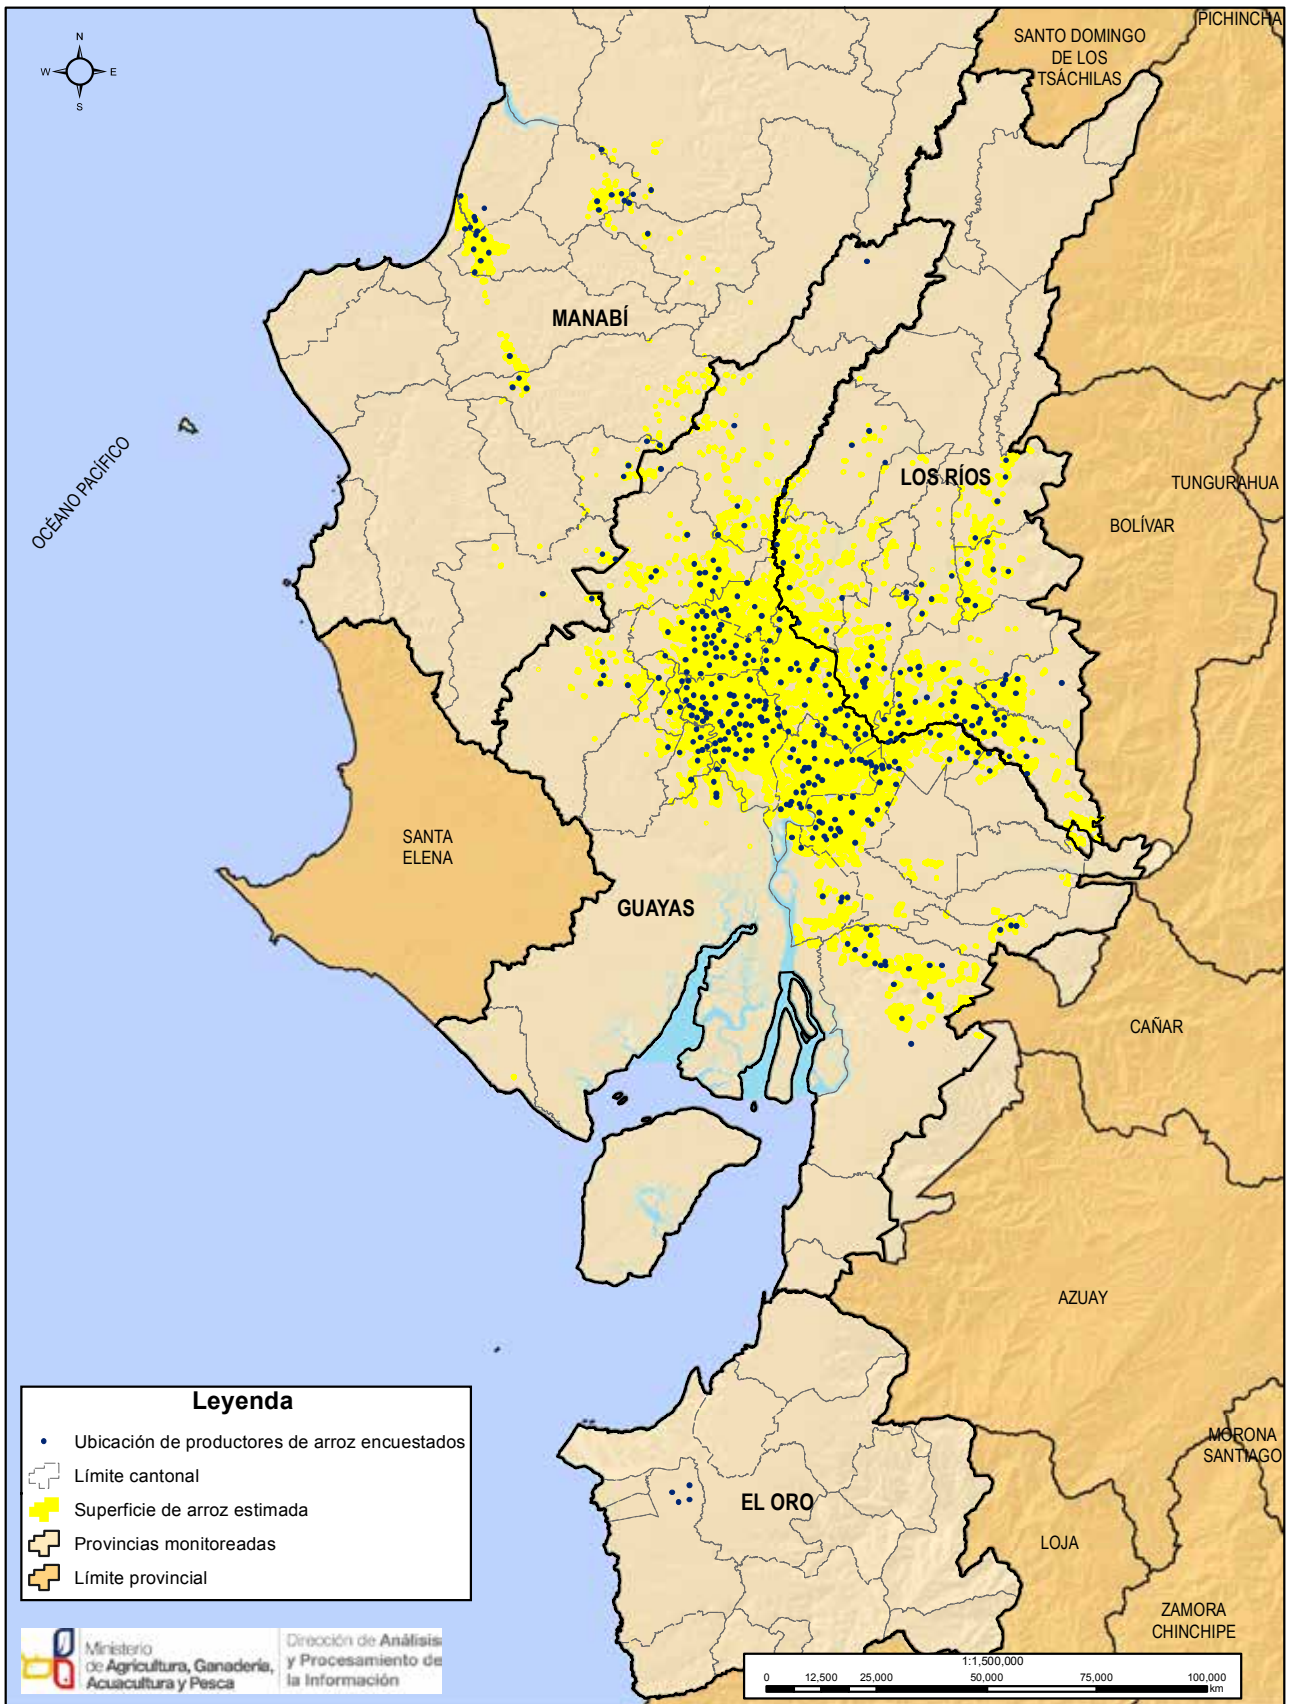 N
W
E
S
PICHINCHA
SANTO DOMINGO
DE LOS
TSÁCHILAS
MANABÍ
OCÉANO PACÍFICO
LOS RÍOS
TUNGURAHUA
BOLÍVAR
SANTA
ELENA
GUAYAS
CAÑAR
AZUAY
MORONA
SANTIAGO
EL ORO
LOJA
ZAMORA
CHINCHIPE
Leyenda
Ubicación de productores de arroz encuestados
Límite cantonal
Superficie de arroz estimada
Provincias monitoreadas
Límite provincial
Ministerio
de Agricultura, Ganadería,
Acuacultura y Pesca
Dirección de Análisis
y Procesamiento de
la Información
1:1,500,000
0 12,500 25,000 50,000 75,000 100,000
km